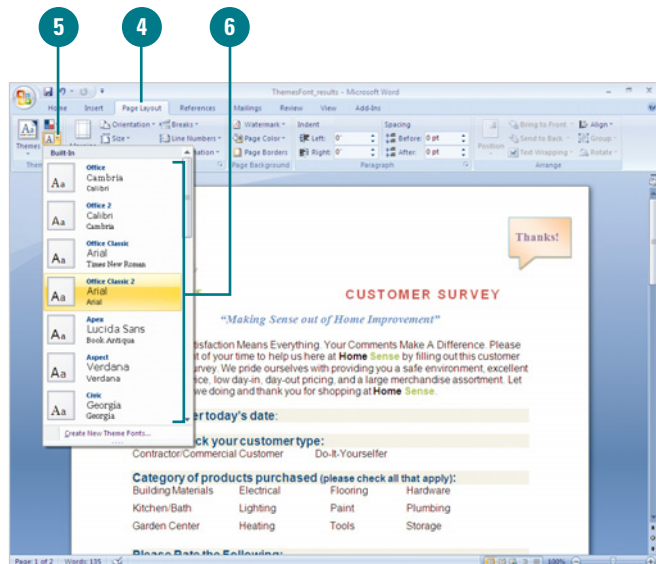 5 4 6
ThemesFont_results - Microsoft Word
Home Insert Page Layout References Mailings Review View Add-Ins
Themes
Orientation Breaks Watermark Indent Spacing Bring to Front Align
Size Line Numbers Page Color Left: 0" Before: 0 pt Send to Back Group
Page Borders Right: 0" After: 0 pt Position Text Wrapping Rotate
Page Background Paragraph Arrange
Built-In
Office
Cambria
Calibri
Office 2
Calibri
Cambria
Office Classic
Arial
Times New Roman
Office Classic 2
Arial
Arial
Apex
Lucida Sans
Book Antiqua
Aspect
Verdana
Verdana
Civic
Georgia
Georgia
Create New Theme Fonts...
Aa
Aa
Aa
Aa
Aa
Aa
Aa
Thanks!
CUSTOMER SURVEY
"Making Sense out of Home Improvement"
Means Everything. Your Comments Make A Difference. Please
of your time to help us here at Home Sense by filling out this customer
We pride ourselves with providing you a safe environment, excellent
low day-in, day-out pricing, and a large merchandise assortment. Let
we doing and thank you for shopping at Home Sense.
today's date:
your customer type:
Contractor/Commercial Customer Do-It-Yourselfer
Category of products purchased (please check all that apply):
Building Materials Electrical Flooring Hardware
Kitchen/Bath Lighting Paint Plumbing
Garden Center Heating Tools Storage
Please Rate the Following:
Page: 1 of 2 Words: 135 100%